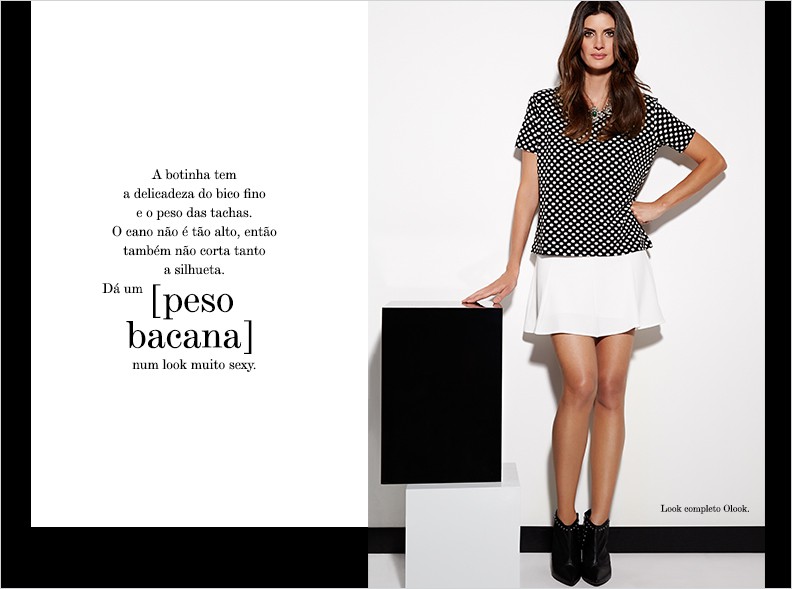 A botinha tem
a delicadeza do bico fino
e o peso das tachas.
O cano não é tão alto, então
também não corta tanto
a silhueta.
Dá um [peso
bacana]
num look muito sexy.
Look completo Olook.